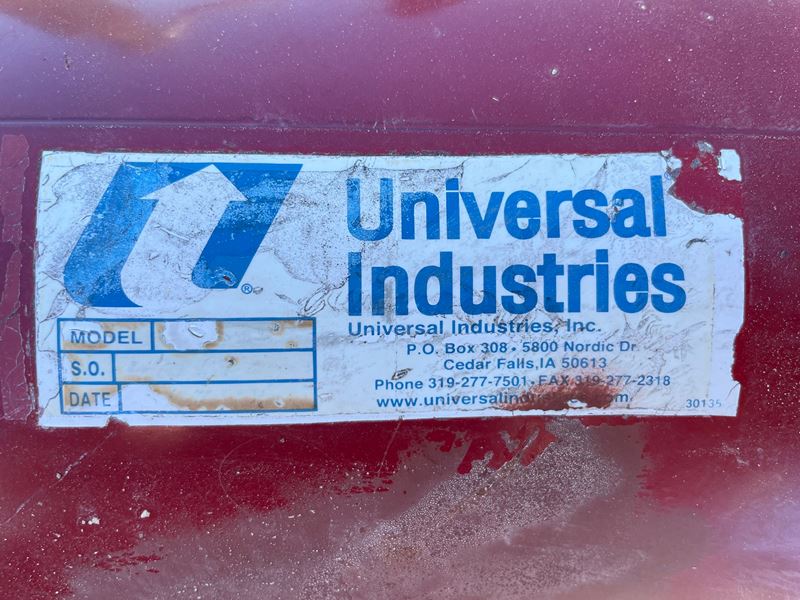 Universal
Industries
Universal Industries, Inc.
P.O. Box 308 • 5800 Nordic Dr
Cedar Falls, IA 50613
Phone 319-277-7501 • FAX 319-277-2318
®
MODEL
S.O.
DATE
30135